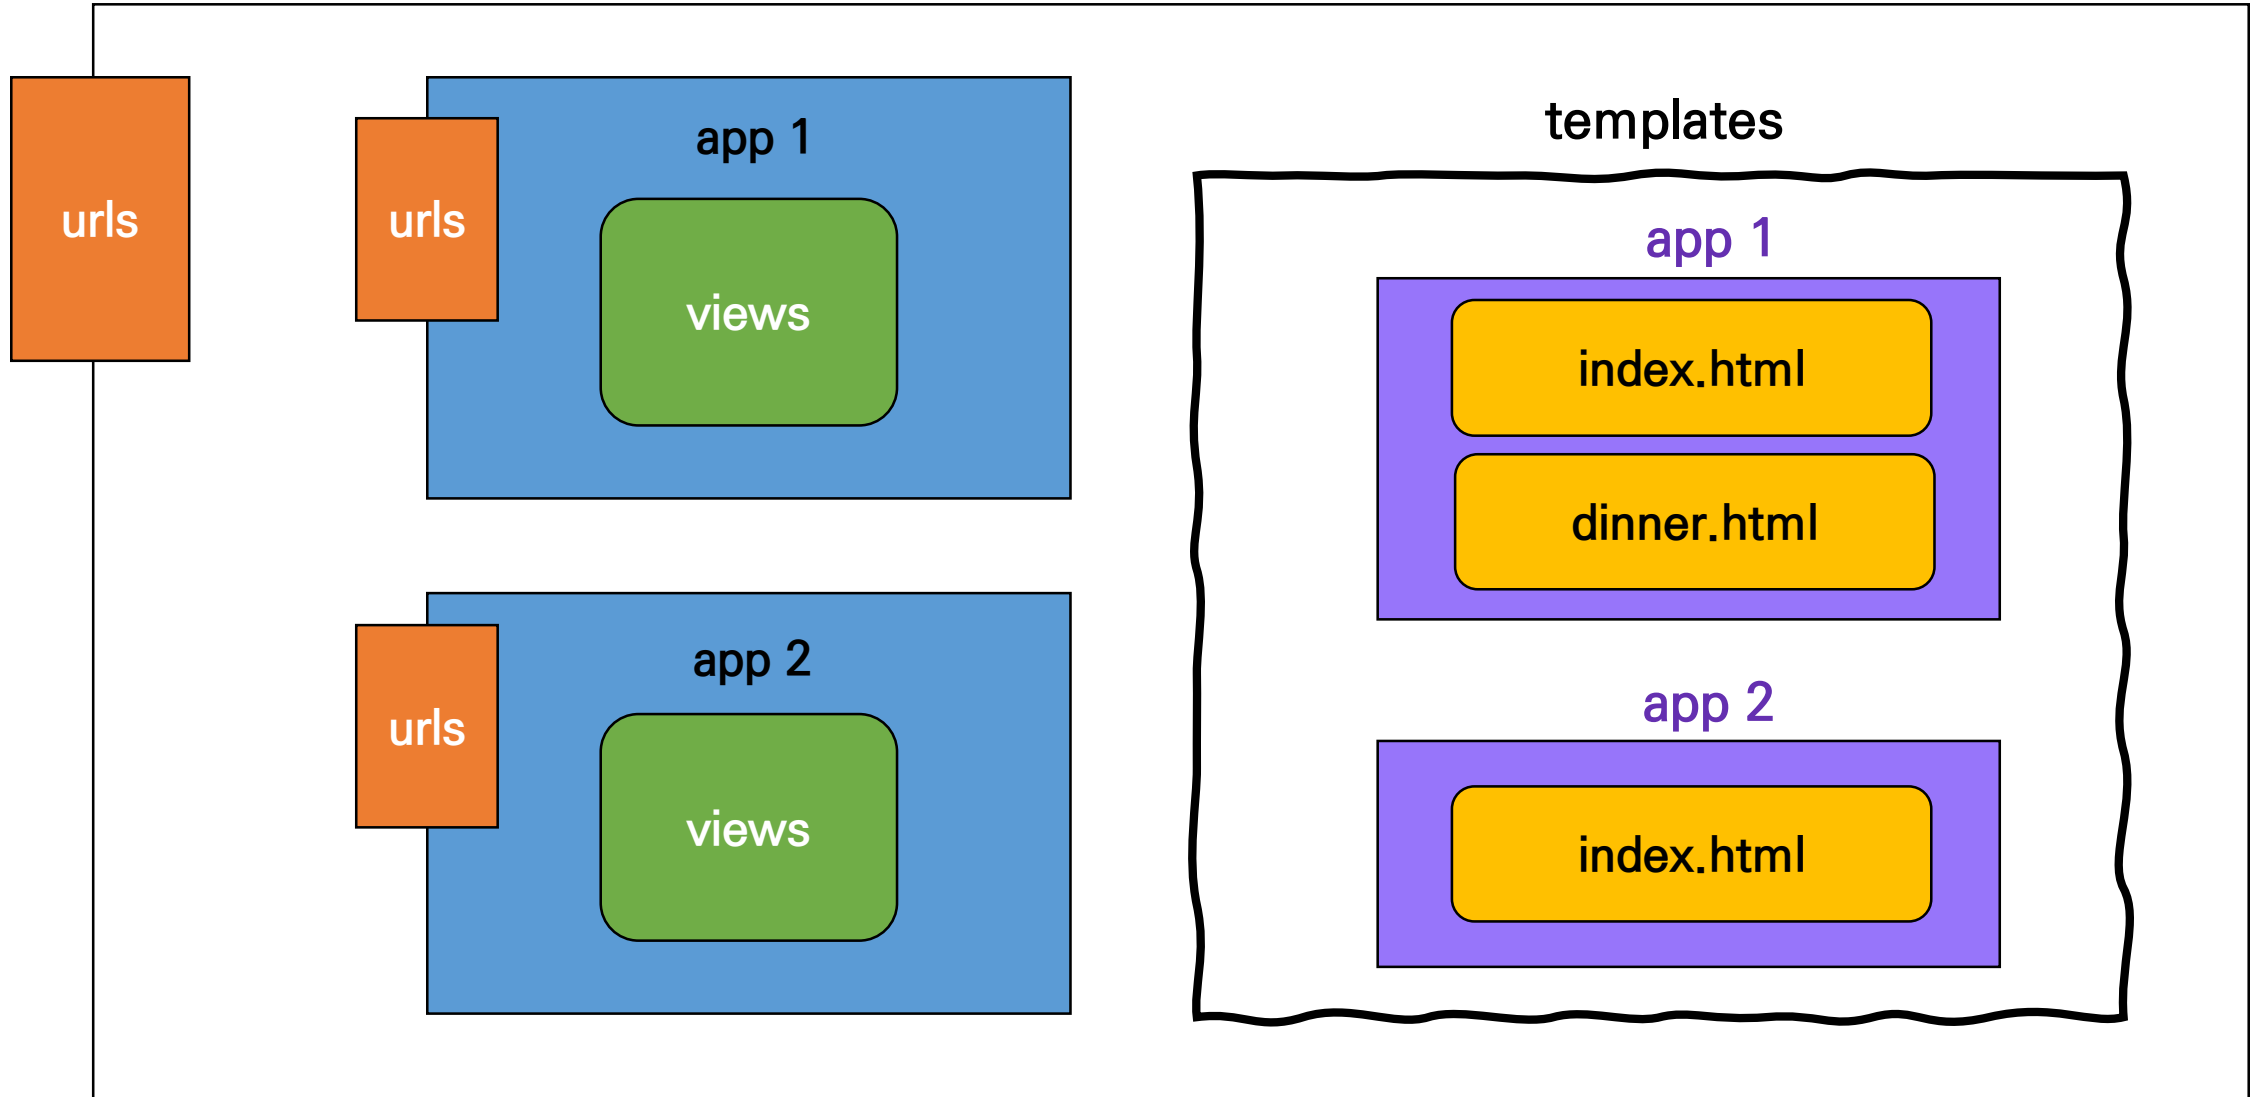 urls
app 1
urls
views
app 2
urls
views
templates
app 1
index.html
dinner.html
app 2
index.html